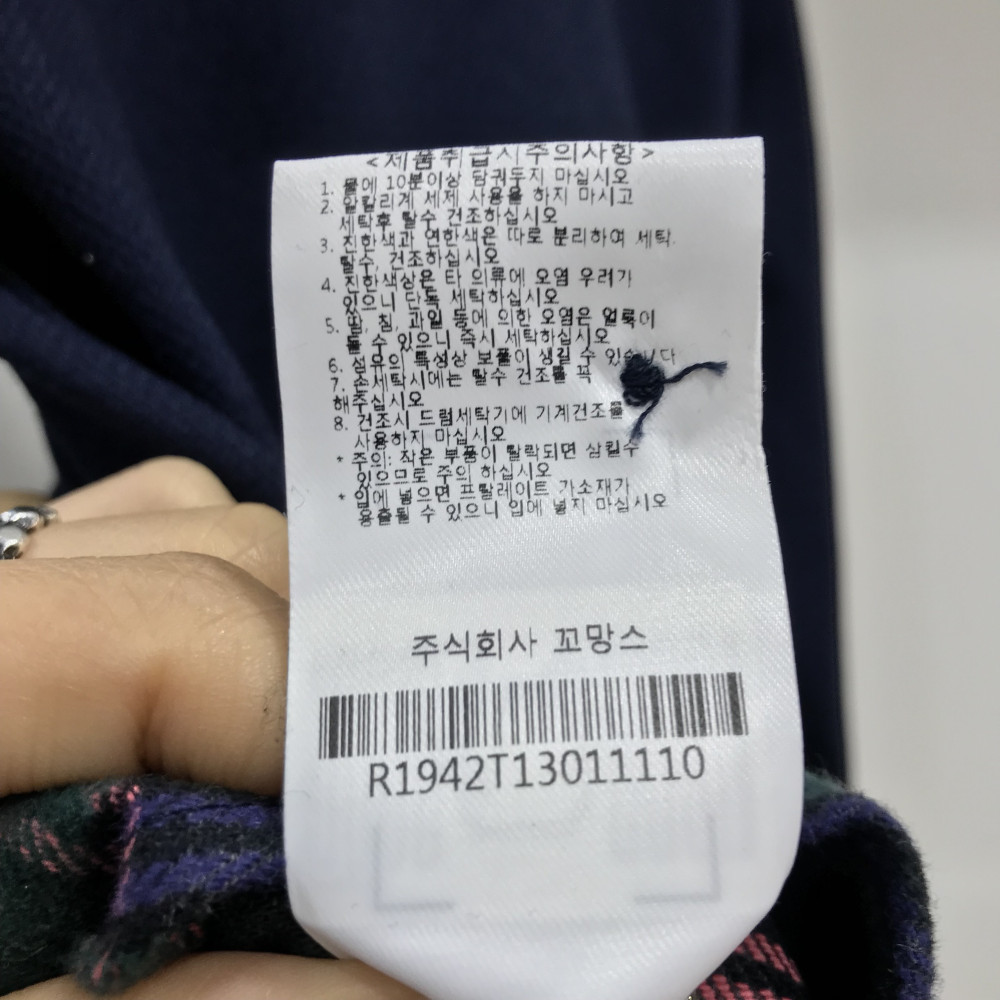 <제품취급시주의사항>
1. 물에 10분이상 담궈두지 마십시오
2. 알칼리계 세제 사용을 하지 마시고
세탁후 탈수 건조하십시오
3. 진한색과 연한색은 따로 분리하여 세탁.
탈수, 건조하십시오
4. 진한색상은 타 의류에 오염 우려가
있으니 단독 세탁하십시오
5. 땀, 침, 과일 등에 의한 오염은 얼룩이
될 수 있으니 즉시 세탁하십시오
6. 섬유의 특성상 보풀이 생길 수 있습니다
7. 손세탁시에는 탈수 건조를 꼭
해주십시오
8. 건조시 드럼세탁기에 기계건조를
사용하지 마십시오
* 주의: 작은 부품이 탈락되면 삼킬수
있으므로 주의 하십시오
* 입에 넣으면 프탈레이트 가소제가
용출될 수 있으니 입에 넣지 마십시오
주식회사 꼬망스
R1942T13011110